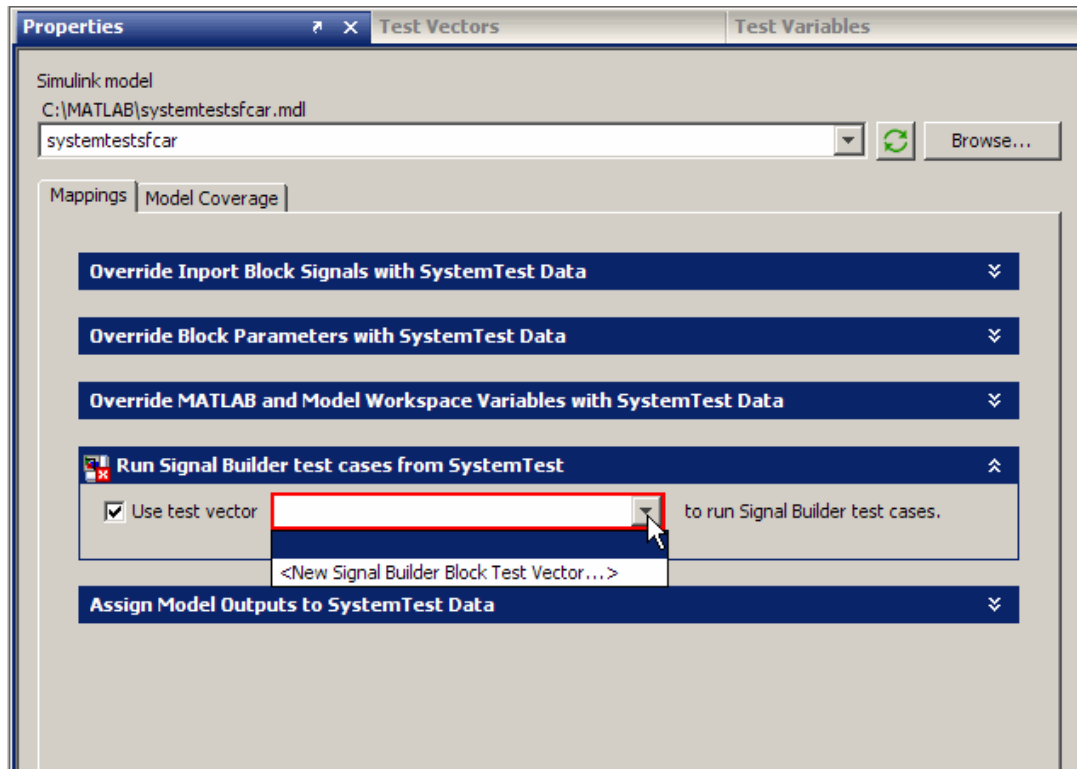 Properties Test Vectors Test Variables
Simulink model
C:\MATLAB\systemtestsfcar.mdl
systemtestsfcar Browse...
Mappings Model Coverage
Override Inport Block Signals with SystemTest Data
Override Block Parameters with SystemTest Data
Override MATLAB and Model Workspace Variables with SystemTest Data
Run Signal Builder test cases from SystemTest
Use test vector to run Signal Builder test cases.
<New Signal Builder Block Test Vector...>
Assign Model Outputs to SystemTest Data